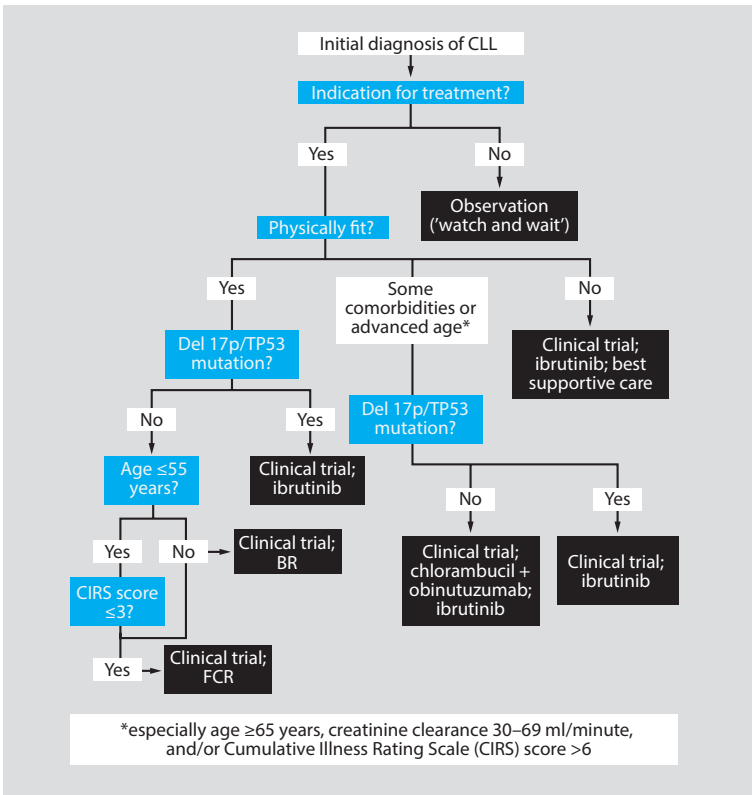 Initial diagnosis of CLL
Indication for treatment?
Yes
No
Observation
('watch and wait')
Physically fit?
Yes
Some
comorbidities or
advanced age*
No
Del 17p/TP53
mutation?
Clinical trial;
ibrutinib; best
supportive care
No
Yes
Del 17p/TP53
mutation?
Age ≤55
years?
Clinical trial;
ibrutinib
No
Yes
Yes
No
Clinical trial;
BR
Clinical trial;
chlorambucil +
obinutuzumab;
ibrutinib
Clinical trial;
ibrutinib
CIRS score
≤3?
Yes
Clinical trial;
FCR
*especially age ≥65 years, creatinine clearance 30–69 ml/minute,
and/or Cumulative Illness Rating Scale (CIRS) score >6